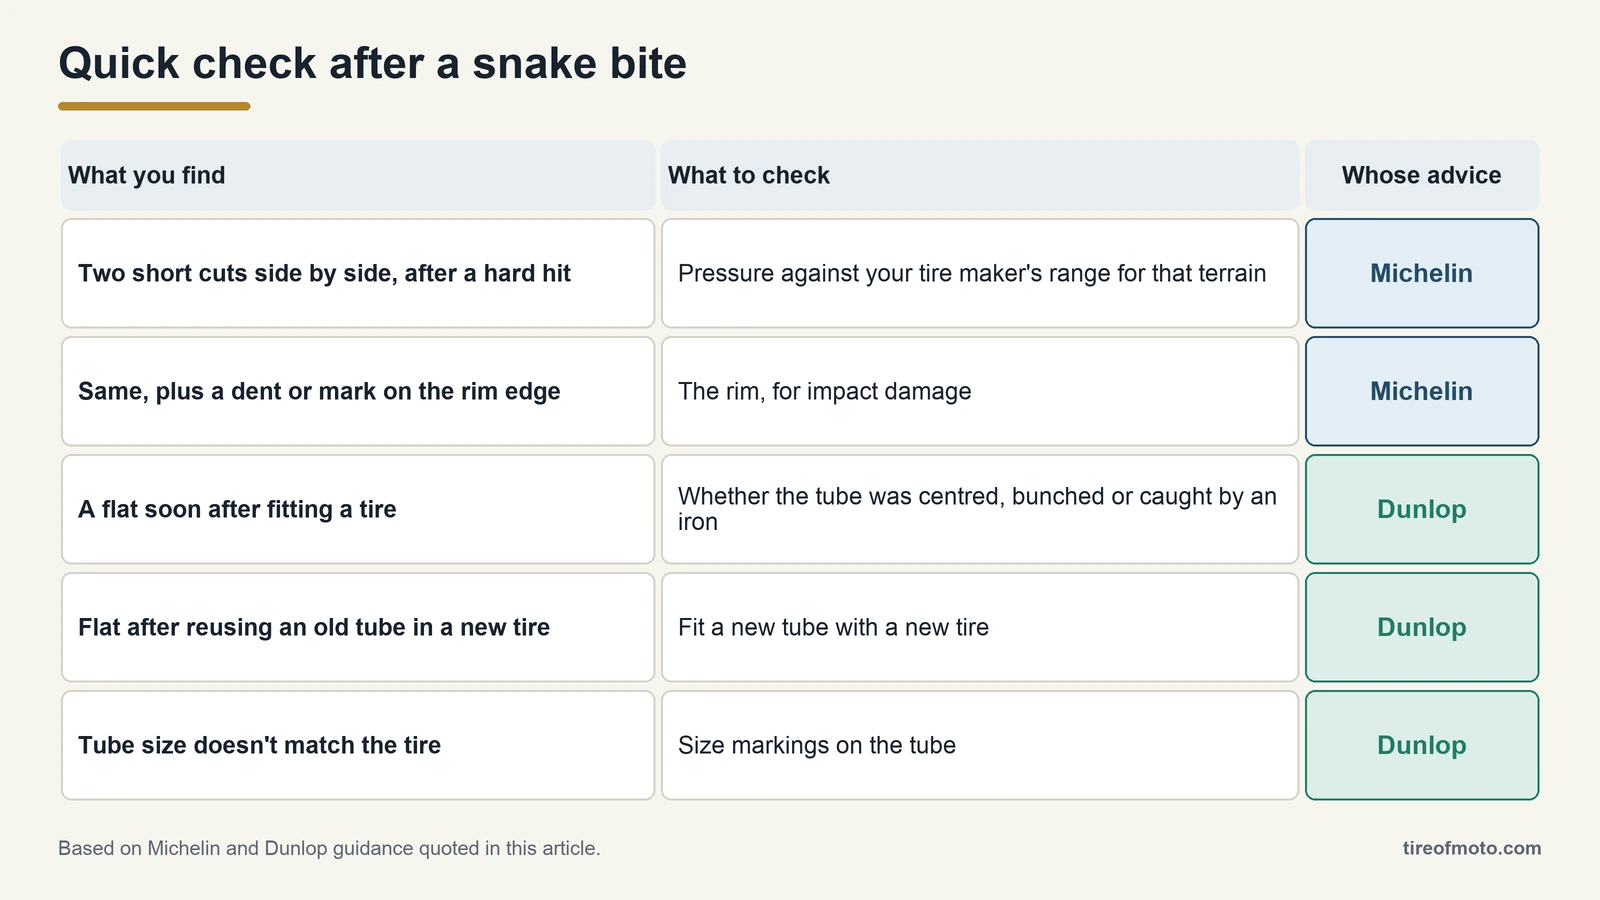 Quick check after a snake bite
What you find
What to check
Whose advice
Two short cuts side by side, after a hard hit
Pressure against your tire maker's range for that terrain
Michelin
Same, plus a dent or mark on the rim edge
The rim, for impact damage
Michelin
A flat soon after fitting a tire
Whether the tube was centred, bunched or caught by an
iron
Dunlop
Flat after reusing an old tube in a new tire
Fit a new tube with a new tire
Dunlop
Tube size doesn't match the tire
Size markings on the tube
Dunlop
Based on Michelin and Dunlop guidance quoted in this article.
tireofmoto.com